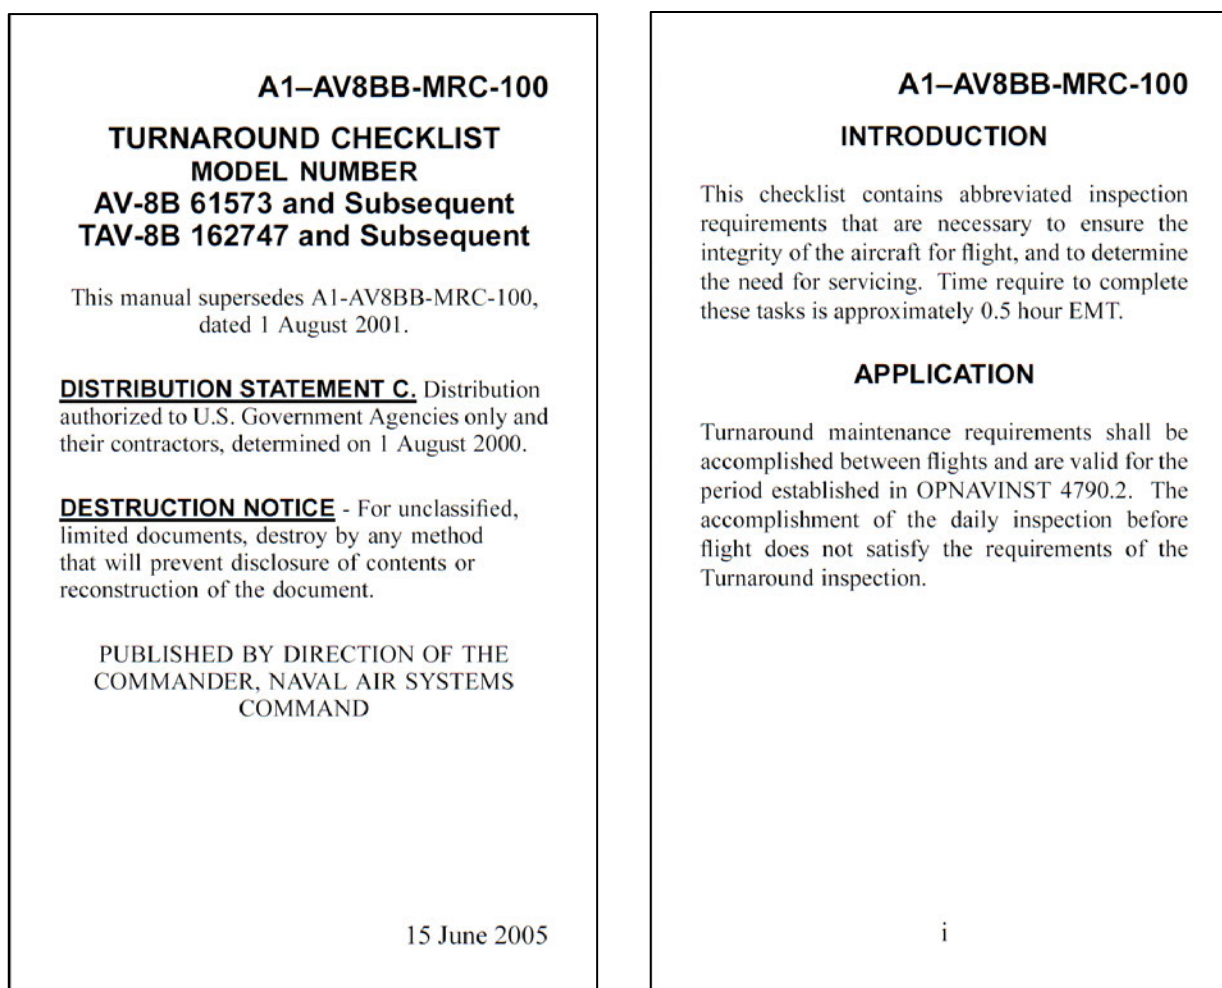 A1–AV8BB-MRC-100
TURNAROUND CHECKLIST
MODEL NUMBER
AV-8B 61573 and Subsequent
TAV-8B 162747 and Subsequent
This manual supersedes A1-AV8BB-MRC-100,
dated 1 August 2001.
DISTRIBUTION STATEMENT C. Distribution
authorized to U.S. Government Agencies only and
their contractors, determined on 1 August 2000.
DESTRUCTION NOTICE - For unclassified,
limited documents, destroy by any method
that will prevent disclosure of contents or
reconstruction of the document.
PUBLISHED BY DIRECTION OF THE
COMMANDER, NAVAL AIR SYSTEMS
COMMAND
15 June 2005
A1–AV8BB-MRC-100
INTRODUCTION
This checklist contains abbreviated inspection
requirements that are necessary to ensure the
integrity of the aircraft for flight, and to determine
the need for servicing. Time require to complete
these tasks is approximately 0.5 hour EMT.
APPLICATION
Turnaround maintenance requirements shall be
accomplished between flights and are valid for the
period established in OPNAVINST 4790.2. The
accomplishment of the daily inspection before
flight does not satisfy the requirements of the
Turnaround inspection.
i